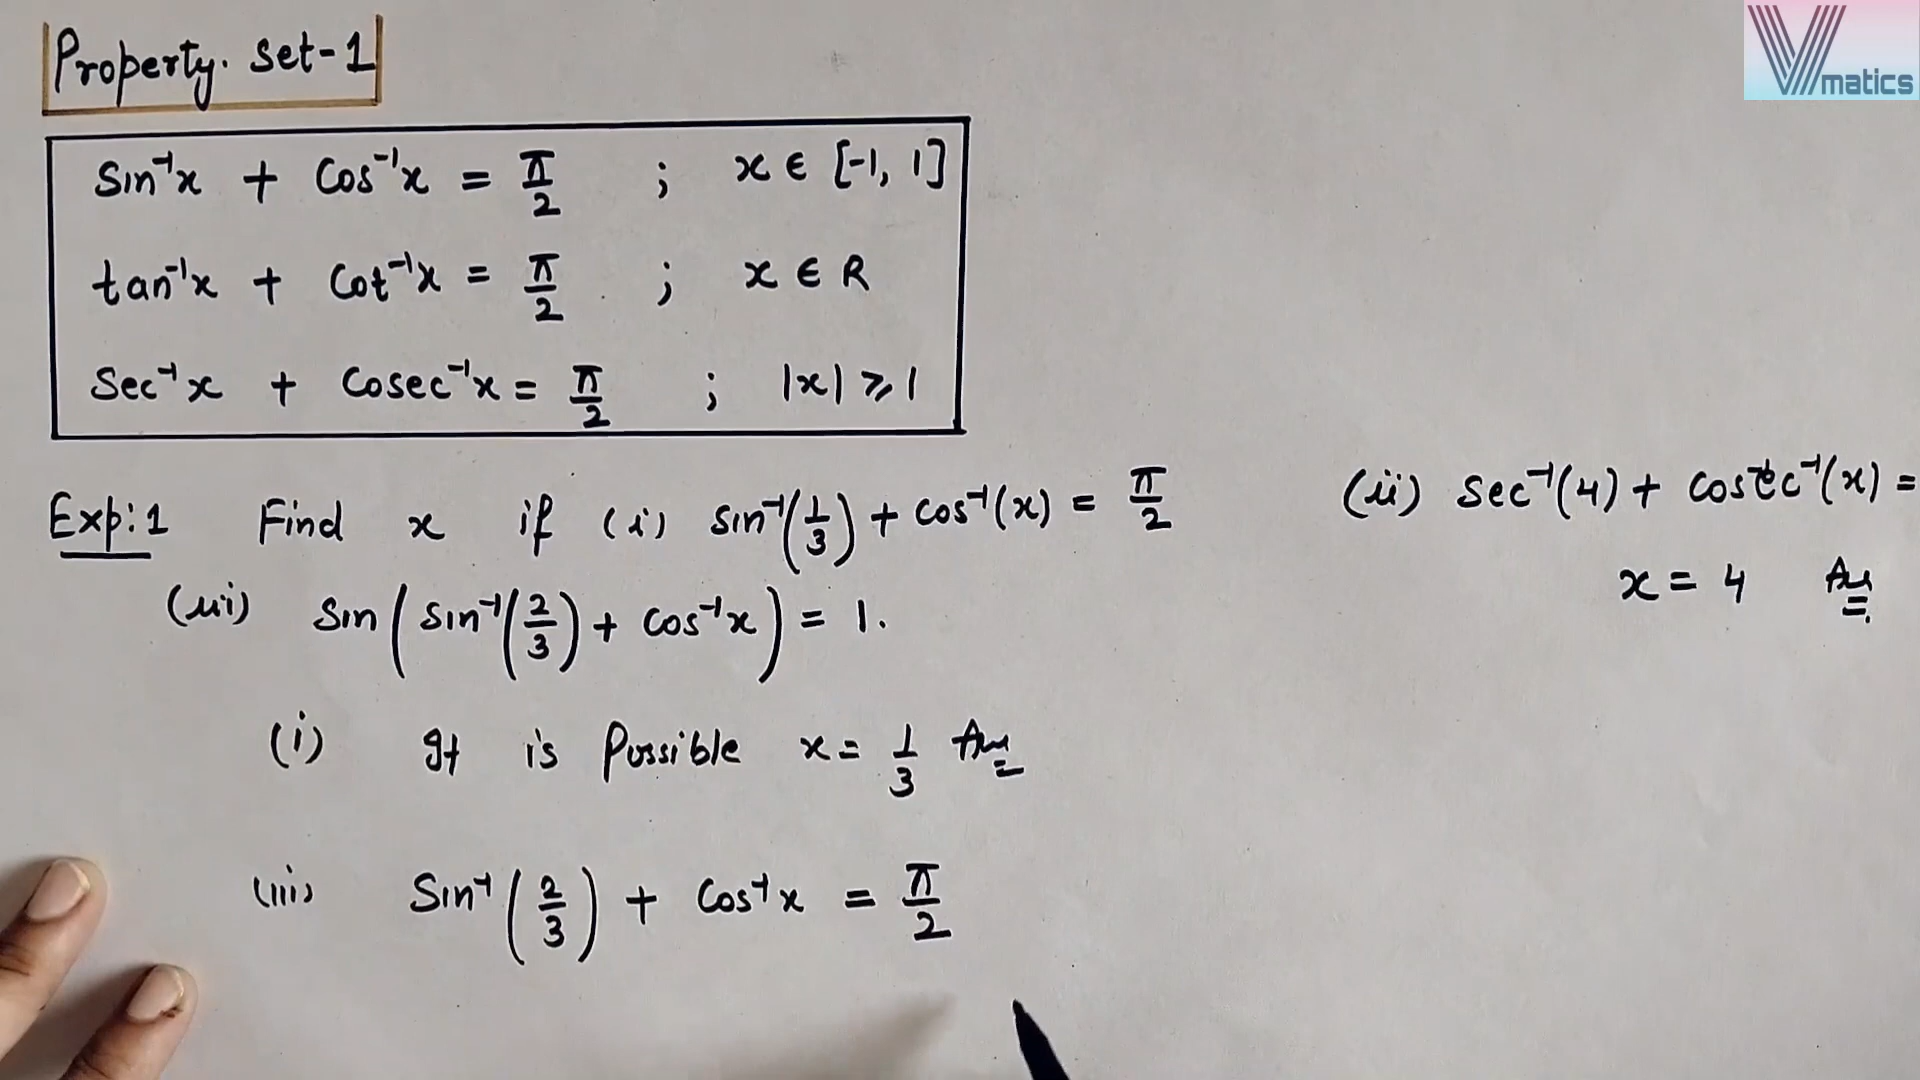 Property. Set-1
V matics
Sin⁻¹x + Cos⁻¹x = π/2 ; x ∈ [-1, 1]
tan⁻¹x + Cot⁻¹x = π/2 ; x ∈ R
Sec⁻¹x + Cosec⁻¹x = π/2 ; |x| ⩾ 1
Exp:1 Find x if (i) sin⁻¹(1/3) + cos⁻¹(x) = π/2 (ii) sec⁻¹(4) + cosec⁻¹(x) =
x = 4 Ans
(iii) Sin(sin⁻¹(2/3) + cos⁻¹x) = 1.
(i) It is Possible x = 1/3 Ans
(iii) Sin⁻¹(2/3) + Cos⁻¹x = π/2